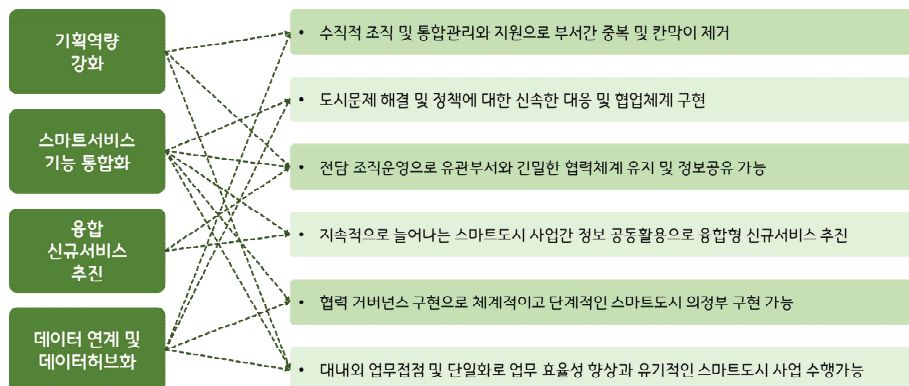 기획역량
강화
스마트서비스
기능 통합화
융합
신규서비스
추진
데이터 연계 및
데이터허브화
• 수직적 조직 및 통합관리와 지원으로 부서간 중복 및 칸막이 제거
• 도시문제 해결 및 정책에 대한 신속한 대응 및 협업체계 구현
• 전담 조직운영으로 유관부서와 긴밀한 협력체계 유지 및 정보공유 가능
• 지속적으로 늘어나는 스마트도시 사업간 정보 공동활용으로 융합형 신규서비스 추진
• 협력 거버넌스 구현으로 체계적이고 단계적인 스마트도시 의정부 구현 가능
• 대내외 업무접점 및 단일화로 업무 효율성 향상과 유기적인 스마트도시 사업 수행가능